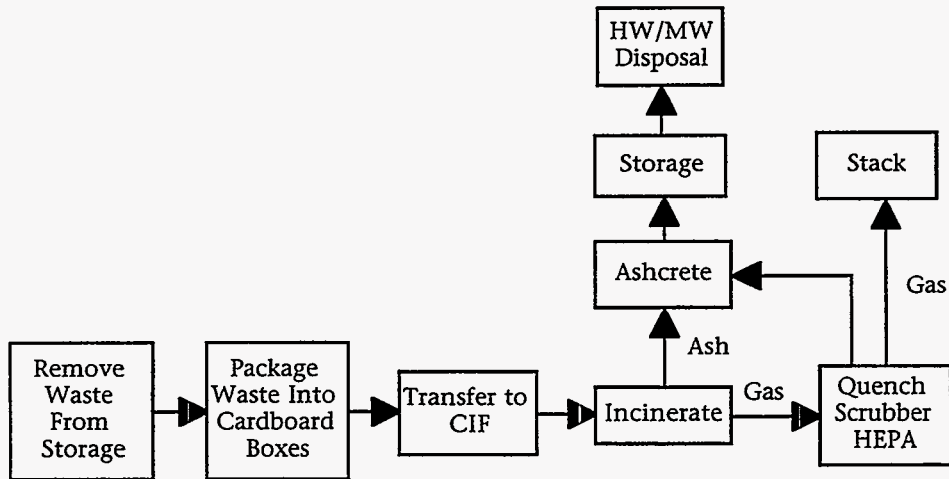 HW/MW
Disposal
Storage
Stack
Ashcrete
Gas
Ash
Remove
Waste
From
Storage
Package
Waste Into
Cardboard
Boxes
Transfer to
CIF
Incinerate
Gas
Quench
Scrubber
HEPA